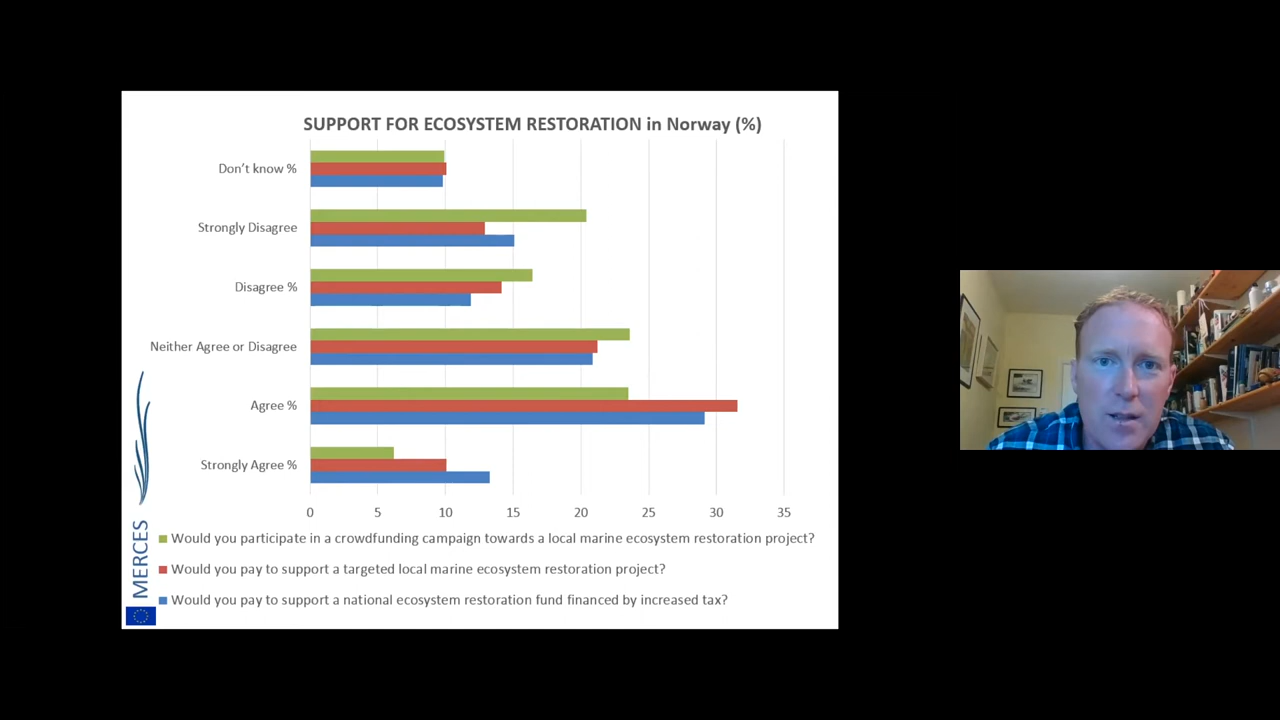 SUPPORT FOR ECOSYSTEM RESTORATION in Norway (%)
Don't know %
Strongly Disagree
Disagree %
Neither Agree or Disagree
Agree %
Strongly Agree %
0 5 10 15 20 25 30 35
Would you participate in a crowdfunding campaign towards a local marine ecosystem restoration project?
Would you pay to support a targeted local marine ecosystem restoration project?
Would you pay to support a national ecosystem restoration fund financed by increased tax?
MERCES